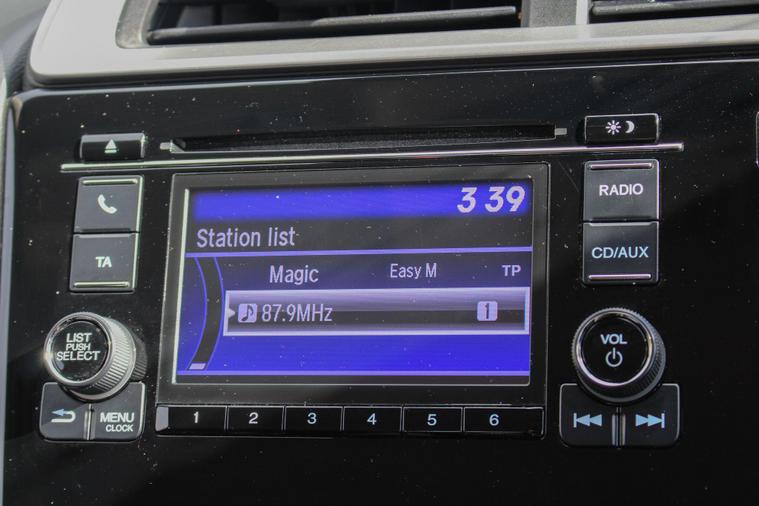 3 39
Station list
Magic Easy M TP
87.9MHz 1
RADIO
TA
CD/AUX
LIST
PUSH
SELECT
VOL
MENU
CLOCK
1 2 3 4 5 6